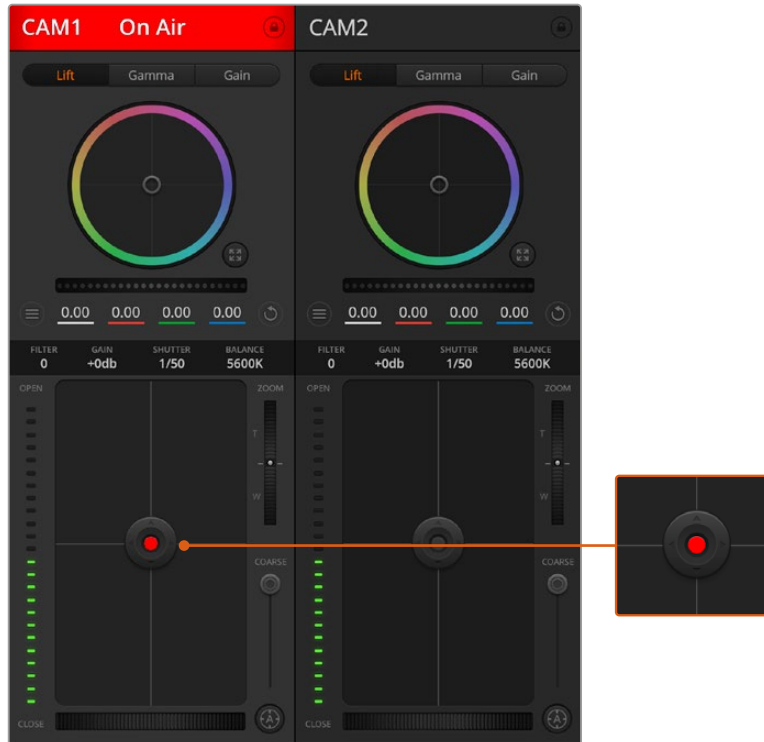 CAM1 On Air
Lift Gamma Gain
0.00 0.00 0.00 0.00
FILTER GAIN SHUTTER BALANCE
0 +0db 1/50 5600K
OPEN ZOOM
T
W
COARSE
CLOSE A
CAM2
Lift Gamma Gain
0.00 0.00 0.00 0.00
FILTER GAIN SHUTTER BALANCE
0 +0db 1/50 5600K
OPEN ZOOM
T
W
COARSE
CLOSE A